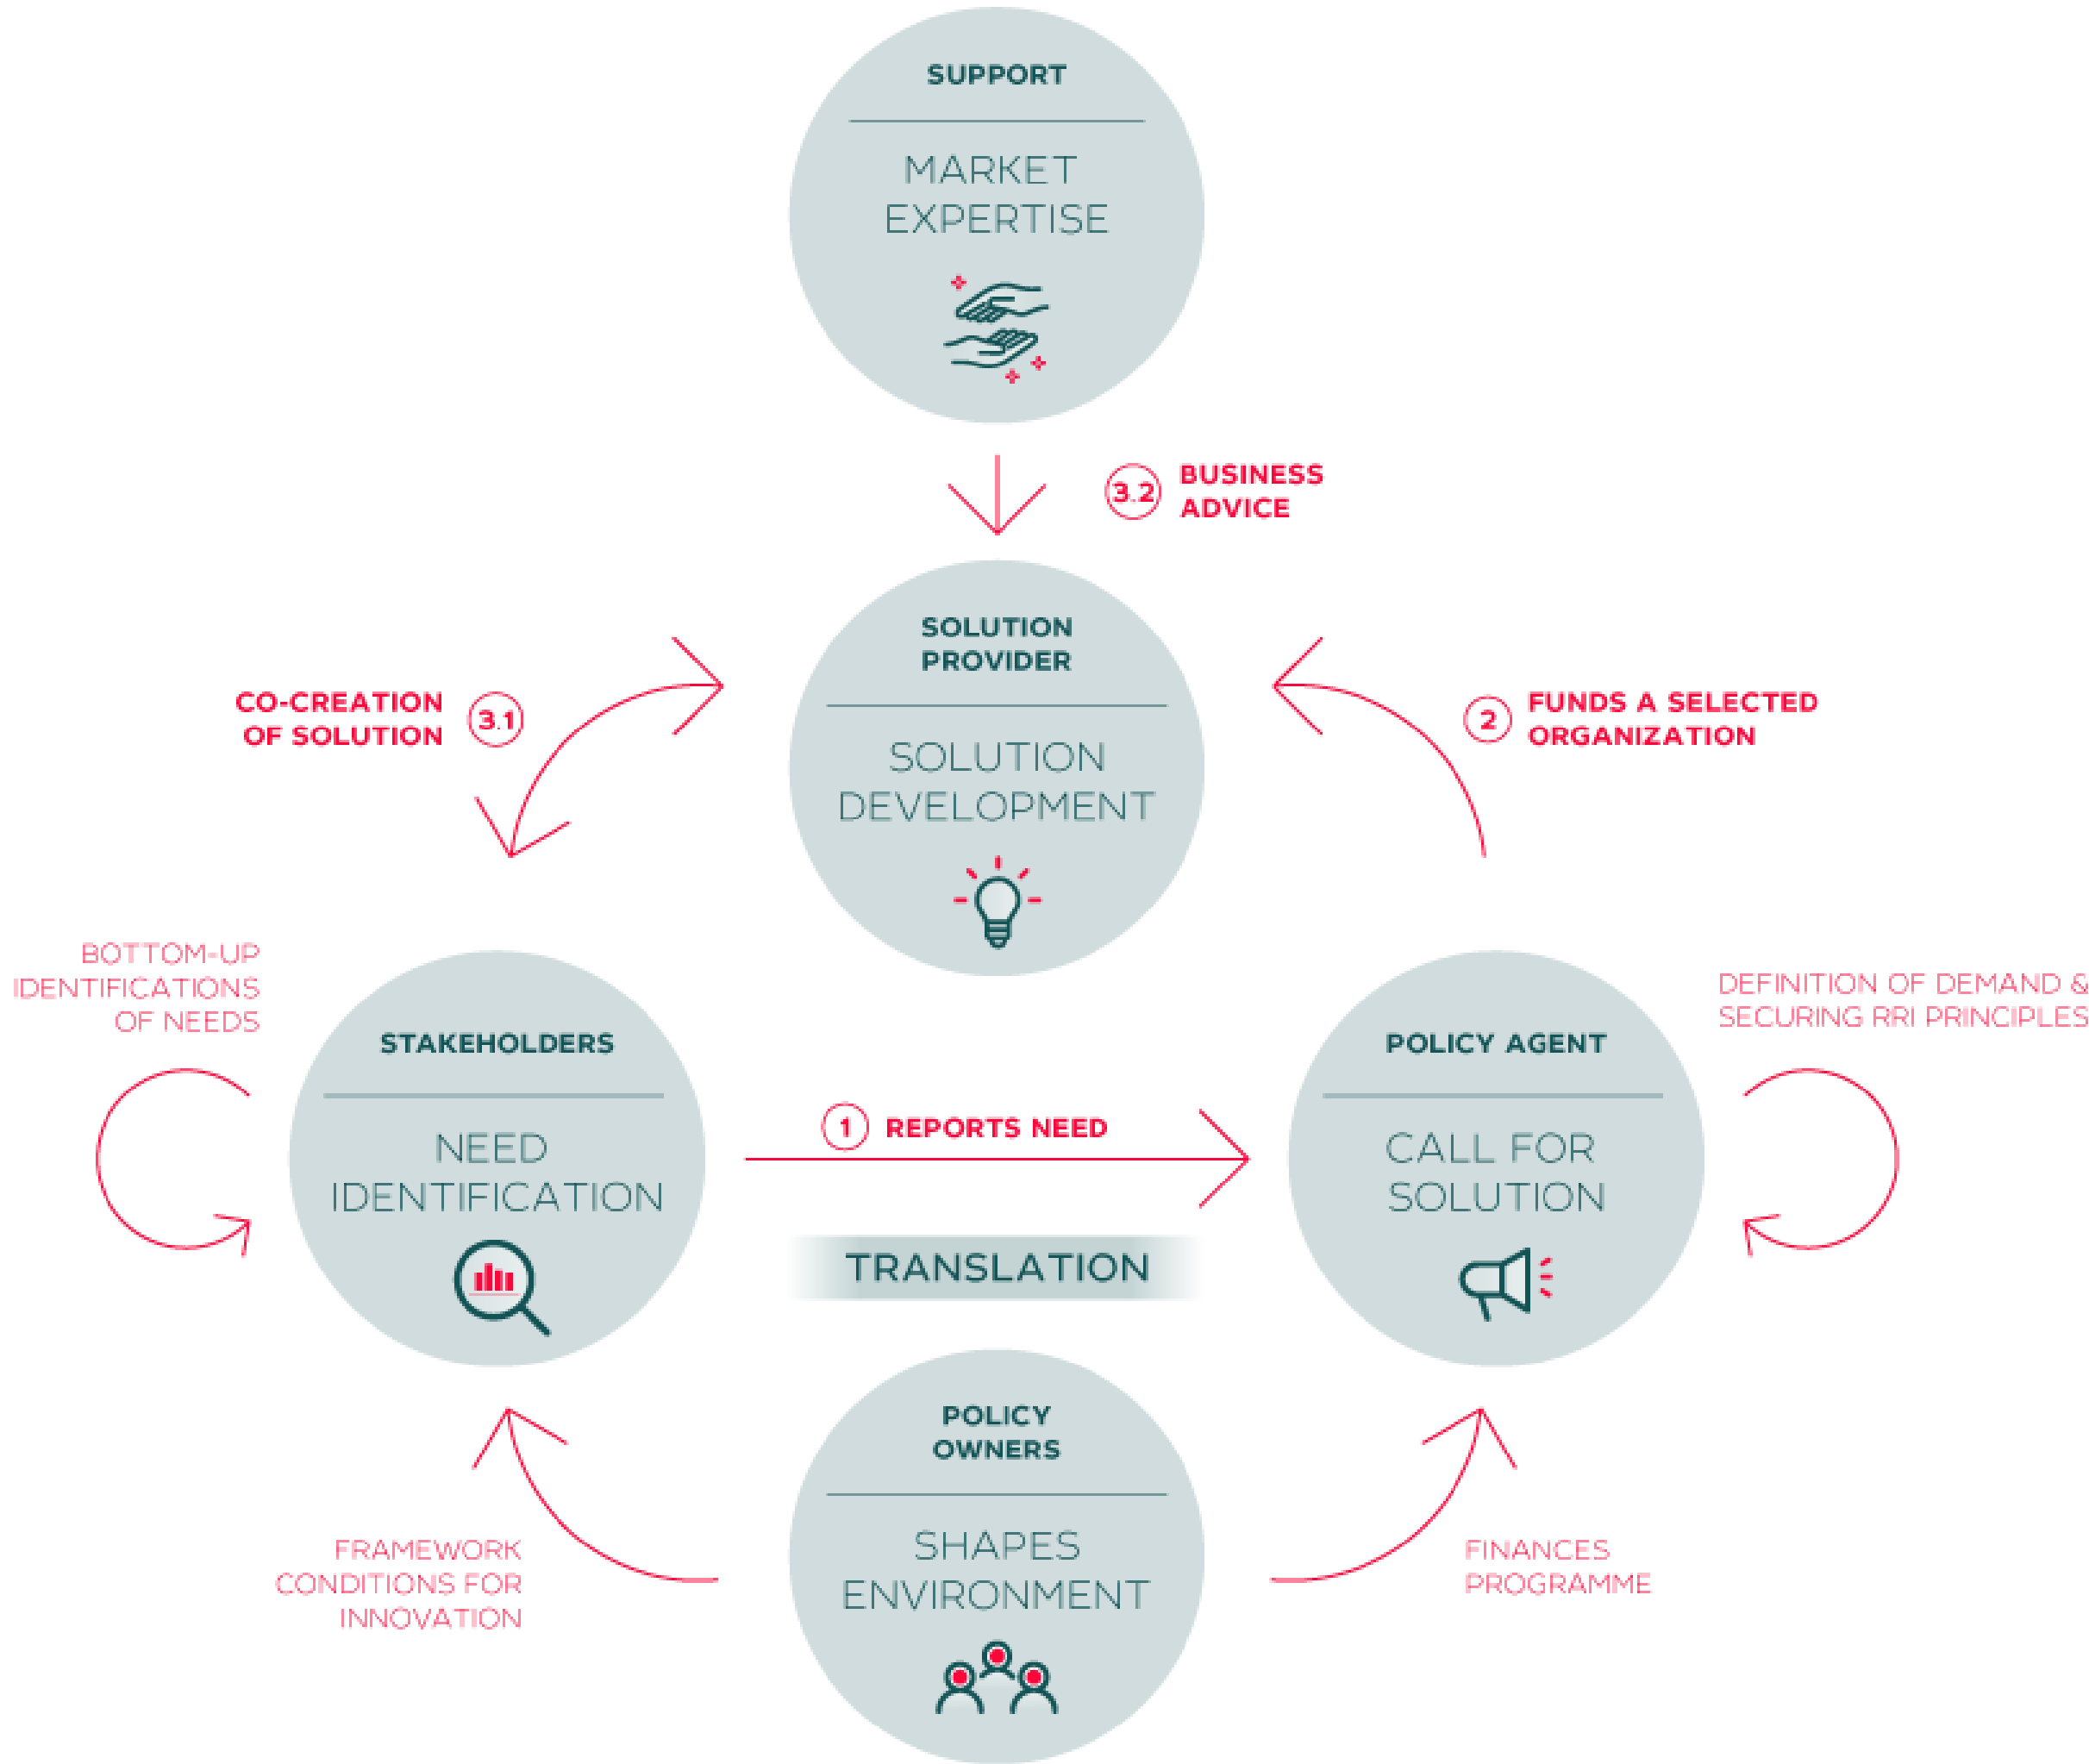 SUPPORT
MARKET
EXPERTISE
3.2
BUSINESS
ADVICE
SOLUTION
PROVIDER
SOLUTION
DEVELOPMENT
CO-CREATION
OF SOLUTION
3.1
2
FUNDS A SELECTED
ORGANIZATION
BOTTOM-UP
IDENTIFICATIONS
OF NEEDS
STAKEHOLDERS
NEED
IDENTIFICATION
1 REPORTS NEED
TRANSLATION
POLICY AGENT
CALL FOR
SOLUTION
DEFINITION OF DEMAND &
SECURING RRI PRINCIPLES
POLICY
OWNERS
SHAPES
ENVIRONMENT
FRAMEWORK
CONDITIONS FOR
INNOVATION
FINANCES
PROGRAMME